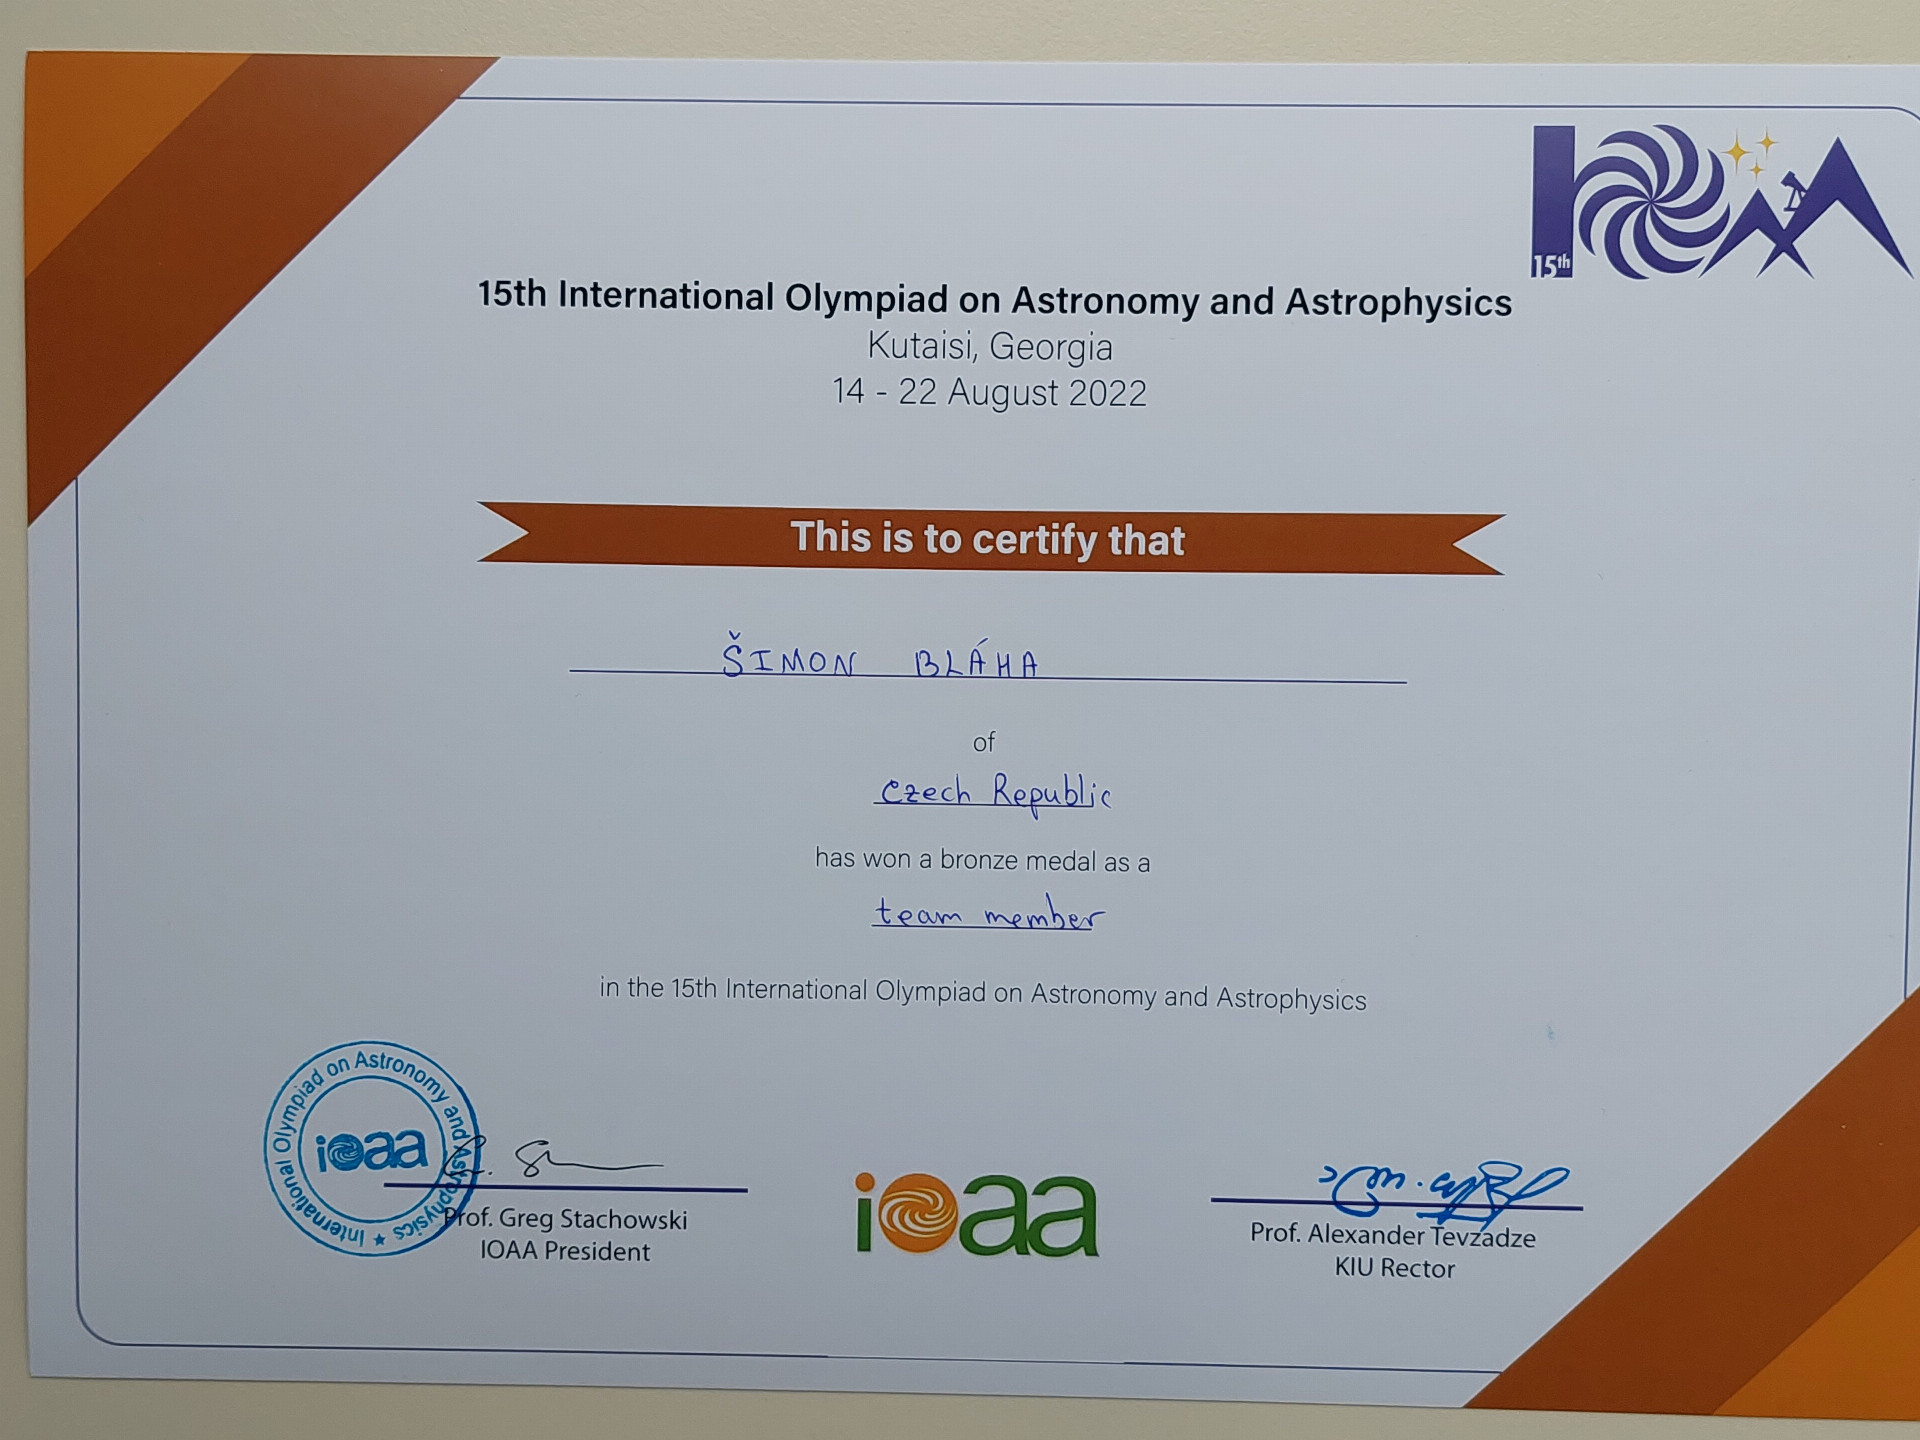 15th
15th International Olympiad on Astronomy and Astrophysics
Kutaisi, Georgia
14 - 22 August 2022
This is to certify that
ŠIMON BLÁHA
of
Czech Republic
has won a bronze medal as a
team member
in the 15th International Olympiad on Astronomy and Astrophysics
International Olympiad on Astronomy and Astrophysics
ioaa
Prof. Greg Stachowski
IOAA President
ioaa
Prof. Alexander Tevzadze
KIU Rector